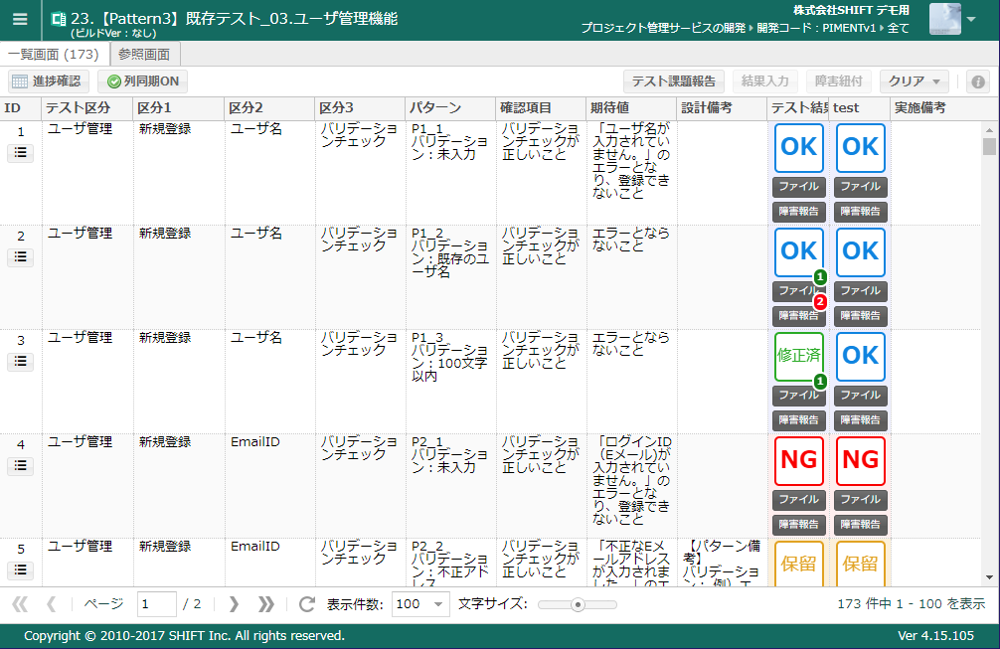 23.【Pattern3】既存テスト_03.ユーザ管理機能
(ビルドVer：なし)
株式会社SHIFT デモ用
プロジェクト管理サービスの開発 開発コード：PIMENTv1 全て
一覧画面 (173) 参照画面
進捗確認 列同期ON テスト課題報告 結果入力 障害紐付 クリア
ID テスト区分 区分1 区分2 区分3 パターン 確認項目 期待値 設計備考 テスト結果 test 実施備考
1 ユーザ管理 新規登録 ユーザ名
バリデーショ
ンチェック
P1_1
バリデーショ
ン：未入力
バリデーショ
ンチェックが
正しいこと
「ユーザ名が
入力されてい
ません。」の
エラーとな
り、登録でき
ないこと
OK OK
ファイル ファイル
障害報告 障害報告
2 ユーザ管理 新規登録 ユーザ名
バリデーショ
ンチェック
P1_2
バリデーショ
ン：既存のユ
ーザ名
バリデーショ
ンチェックが
正しいこと
エラーとなら
ないこと
OK OK
1
ファイル ファイル
2
障害報告 障害報告
3 ユーザ管理 新規登録 ユーザ名
バリデーショ
ンチェック
P1_3
バリデーショ
ン：100文字
以内
バリデーショ
ンチェックが
正しいこと
エラーとなら
ないこと
修正済 OK
1
ファイル ファイル
障害報告 障害報告
4 ユーザ管理 新規登録 EmailID
バリデーショ
ンチェック
P2_1
バリデーショ
ン：未入力
バリデーショ
ンチェックが
正しいこと
「ログインID
（Eメール)が
入力されてい
ません。」の
エラーとな
り、登録でき
ないこと
NG NG
ファイル ファイル
障害報告 障害報告
5 ユーザ管理 新規登録 EmailID
バリデーショ
ンチェック
P2_2
バリデーショ
ン：不正アド
レス
バリデーショ
ンチェックが
正しいこと
「不正なEメ
ールアドレス
が入力されま
した。」のエ
【パターン備
考】
バリデーショ
ン： 例）エ
保留 保留
ページ 1 / 2 表示件数: 100 文字サイズ: 173 件中 1 - 100 を表示
Copyright © 2010-2017 SHIFT Inc. All rights reserved. Ver 4.15.105